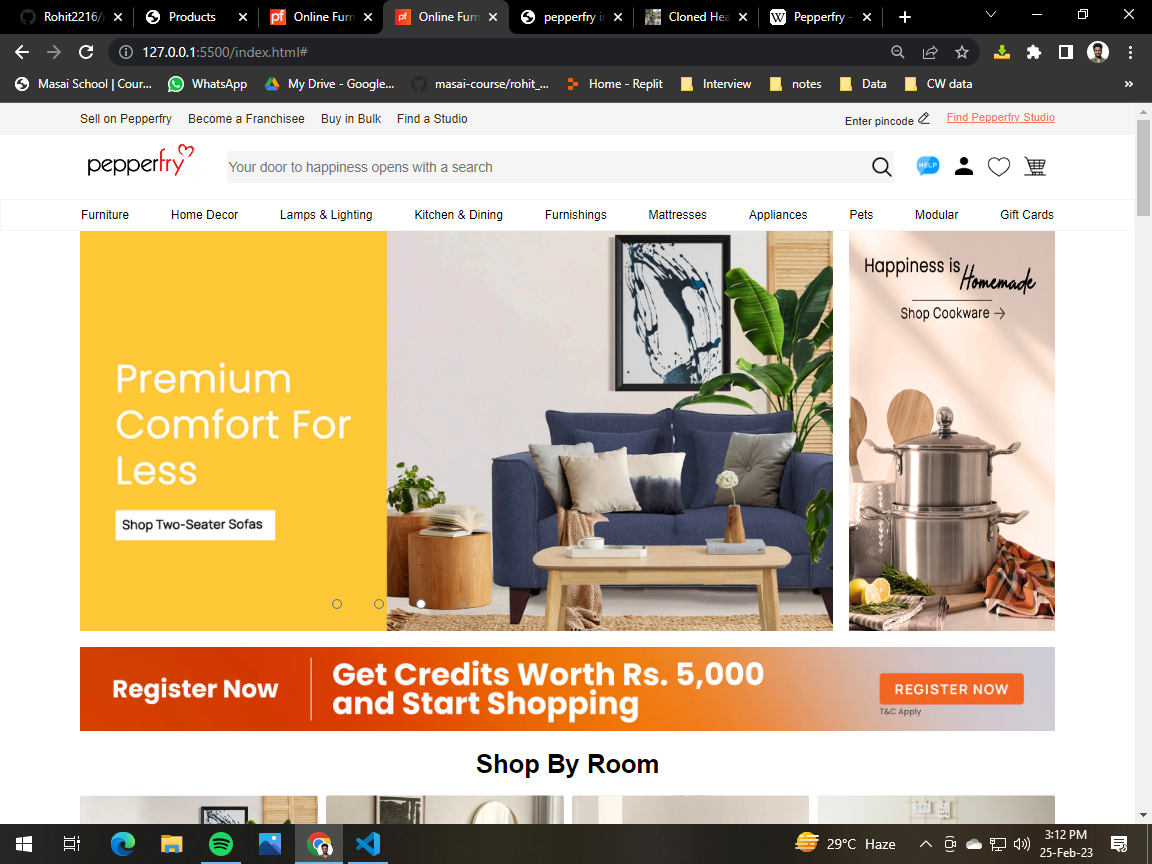 Rohit2216/
Products
Online Furn
Online Furn
pepperfry in
Cloned Hea
Pepperfry -
127.0.0.1:5500/index.html#
Masai School | Cour...
WhatsApp
My Drive - Google...
masai-course/rohit_...
Home - Replit
Interview
notes
Data
CW data
»
Sell on Pepperfry
Become a Franchisee
Buy in Bulk
Find a Studio
Enter pincode
Find Pepperfry Studio
pepperfry
Your door to happiness opens with a search
HELP
Furniture
Home Decor
Lamps & Lighting
Kitchen & Dining
Furnishings
Mattresses
Appliances
Pets
Modular
Gift Cards
Premium
Comfort For
Less
Shop Two-Seater Sofas
Happiness is
Homemade
Shop Cookware →
Register Now
Get Credits Worth Rs. 5,000
and Start Shopping
REGISTER NOW
T&C Apply
Shop By Room
29°C Haze
3:12 PM
25-Feb-23